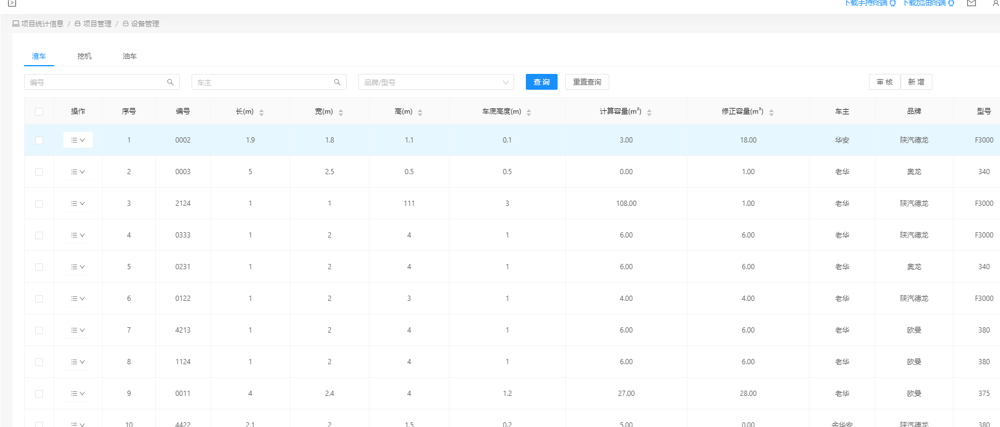 下载手持终端 下载加油终端
项目统计信息 / 项目管理 / 设备管理
渣车 挖机 油车
编号 车主 品牌/型号 查询 重置查询 审核 新增
操作 序号 编号 长(m) 宽(m) 高(m) 车底高度(m) 计算容量(m³) 修正容量(m³) 车主 品牌 型号
1 0002 1.9 1.8 1.1 0.1 3.00 18.00 华安 陕汽德龙 F3000
2 0003 5 2.5 0.5 0.5 0.00 1.00 老华 奥龙 340
3 2124 1 1 111 3 108.00 1.00 老华 陕汽德龙 F3000
4 0333 1 2 4 1 6.00 6.00 老华 陕汽德龙 F3000
5 0231 1 2 4 1 6.00 6.00 老华 奥龙 340
6 0122 1 2 3 1 4.00 4.00 老华 陕汽德龙 F3000
7 4213 1 2 4 1 6.00 6.00 老华 欧曼 380
8 1124 1 2 4 1 6.00 6.00 老华 欧曼 380
9 0011 4 2.4 4 1.2 27.00 28.00 老华 欧曼 375
10 4422 2.1 2 1.5 0.2 5.00 0.00 余华安 陕汽德龙 380